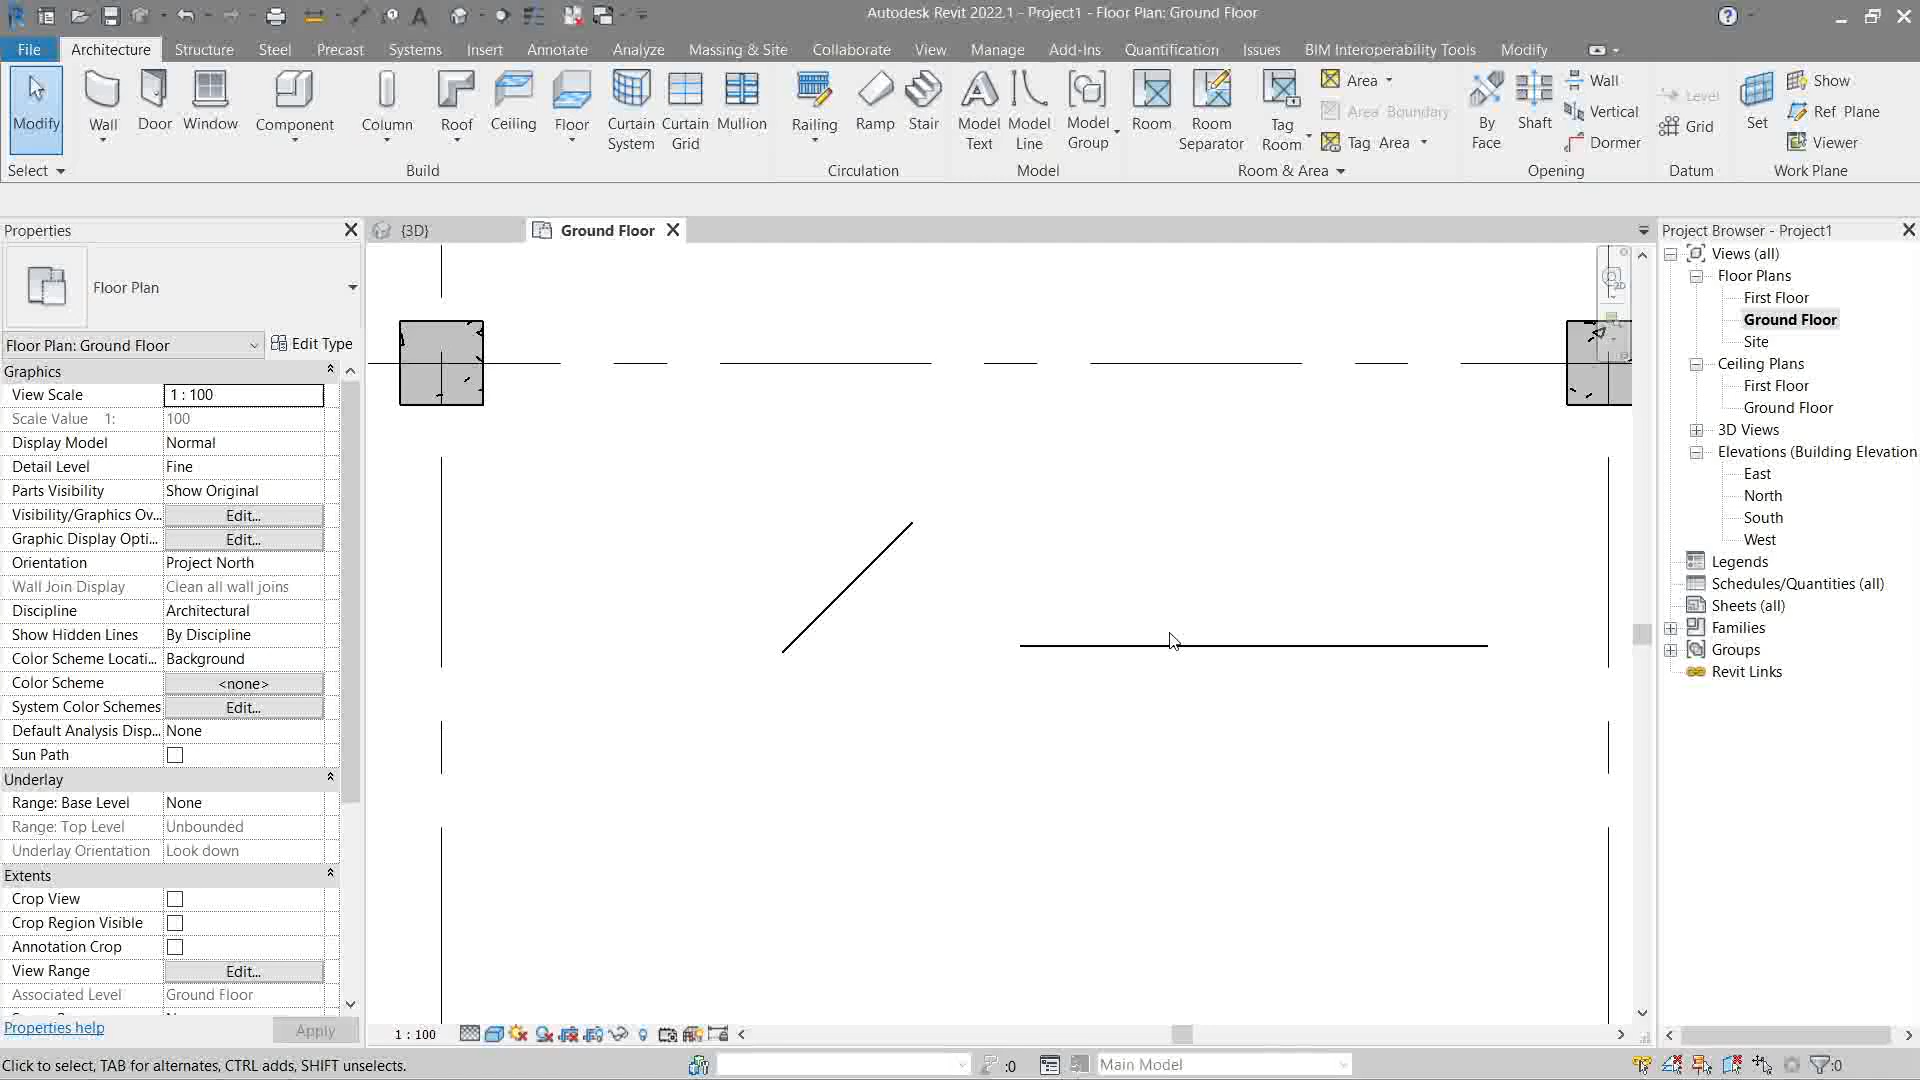 Autodesk Revit 2022.1 - Project1 - Floor Plan: Ground Floor
File Architecture Structure Steel Precast Systems Insert Annotate Analyze Massing & Site Collaborate View Manage Add-Ins Quantification Issues BIM Interoperability Tools Modify
Modify Wall Door Window Component Column Roof Ceiling Floor Curtain System Curtain Grid Mullion Railing Ramp Stair Model Text Model Line Model Group Room Room Separator Tag Room Area Area Boundary Tag Area By Face Shaft Wall Vertical Dormer Level Grid Set Show Ref Plane Viewer
Select Build Circulation Model Room & Area Opening Datum Work Plane
Properties
Floor Plan
Floor Plan: Ground Floor Edit Type
Graphics
View Scale 1 : 100
Scale Value 1: 100
Display Model Normal
Detail Level Fine
Parts Visibility Show Original
Visibility/Graphics Ov... Edit...
Graphic Display Opti... Edit...
Orientation Project North
Wall Join Display Clean all wall joins
Discipline Architectural
Show Hidden Lines By Discipline
Color Scheme Locati... Background
Color Scheme <none>
System Color Schemes Edit...
Default Analysis Disp... None
Sun Path
Underlay
Range: Base Level None
Range: Top Level Unbounded
Underlay Orientation Look down
Extents
Crop View
Crop Region Visible
Annotation Crop
View Range Edit...
Associated Level Ground Floor
Properties help Apply
{3D} Ground Floor
2D
1 : 100
Project Browser - Project1
Views (all)
Floor Plans
First Floor
Ground Floor
Site
Ceiling Plans
First Floor
Ground Floor
3D Views
Elevations (Building Elevation
East
North
South
West
Legends
Schedules/Quantities (all)
Sheets (all)
Families
Groups
Revit Links
Click to select, TAB for alternates, CTRL adds, SHIFT unselects.
:0 Main Model :0